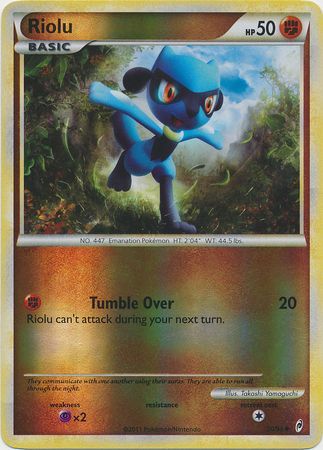 Riolu
HP 50
BASIC
NO. 447 Emanation Pokémon HT: 2'04" WT: 44.5 lbs.
Tumble Over 20
Riolu can't attack during your next turn.
They communicate with one another using their auras. They are able to run all
through the night.
Illus. Takashi Yamaguchi
weakness resistance retreat cost
×2
©2011 Pokémon/Nintendo